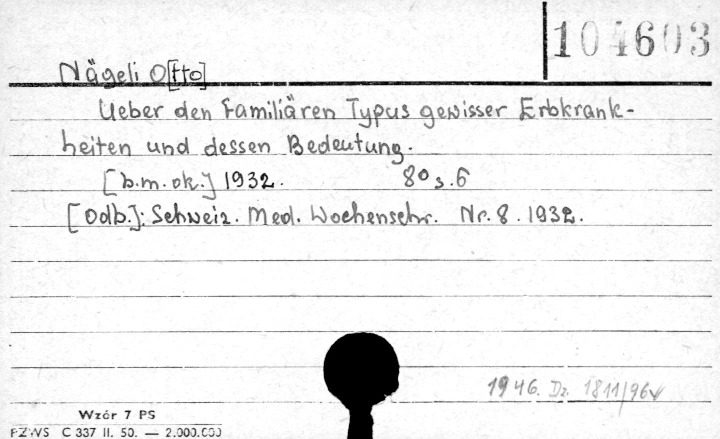 104603
Nägeli O[tto]
Ueber den Familiären Typus gewisser Erbkrank-
heiten und dessen Bedeutung.
[b.m.ok.] 1932. 8° s. 6
[Odb.]: Schweiz. Med. Wochenschr. Nr. 8. 1932.
1946. Dz. 1811/96
Wzór 7 PS
PZWS C 337 II. 50. — 2.000.000